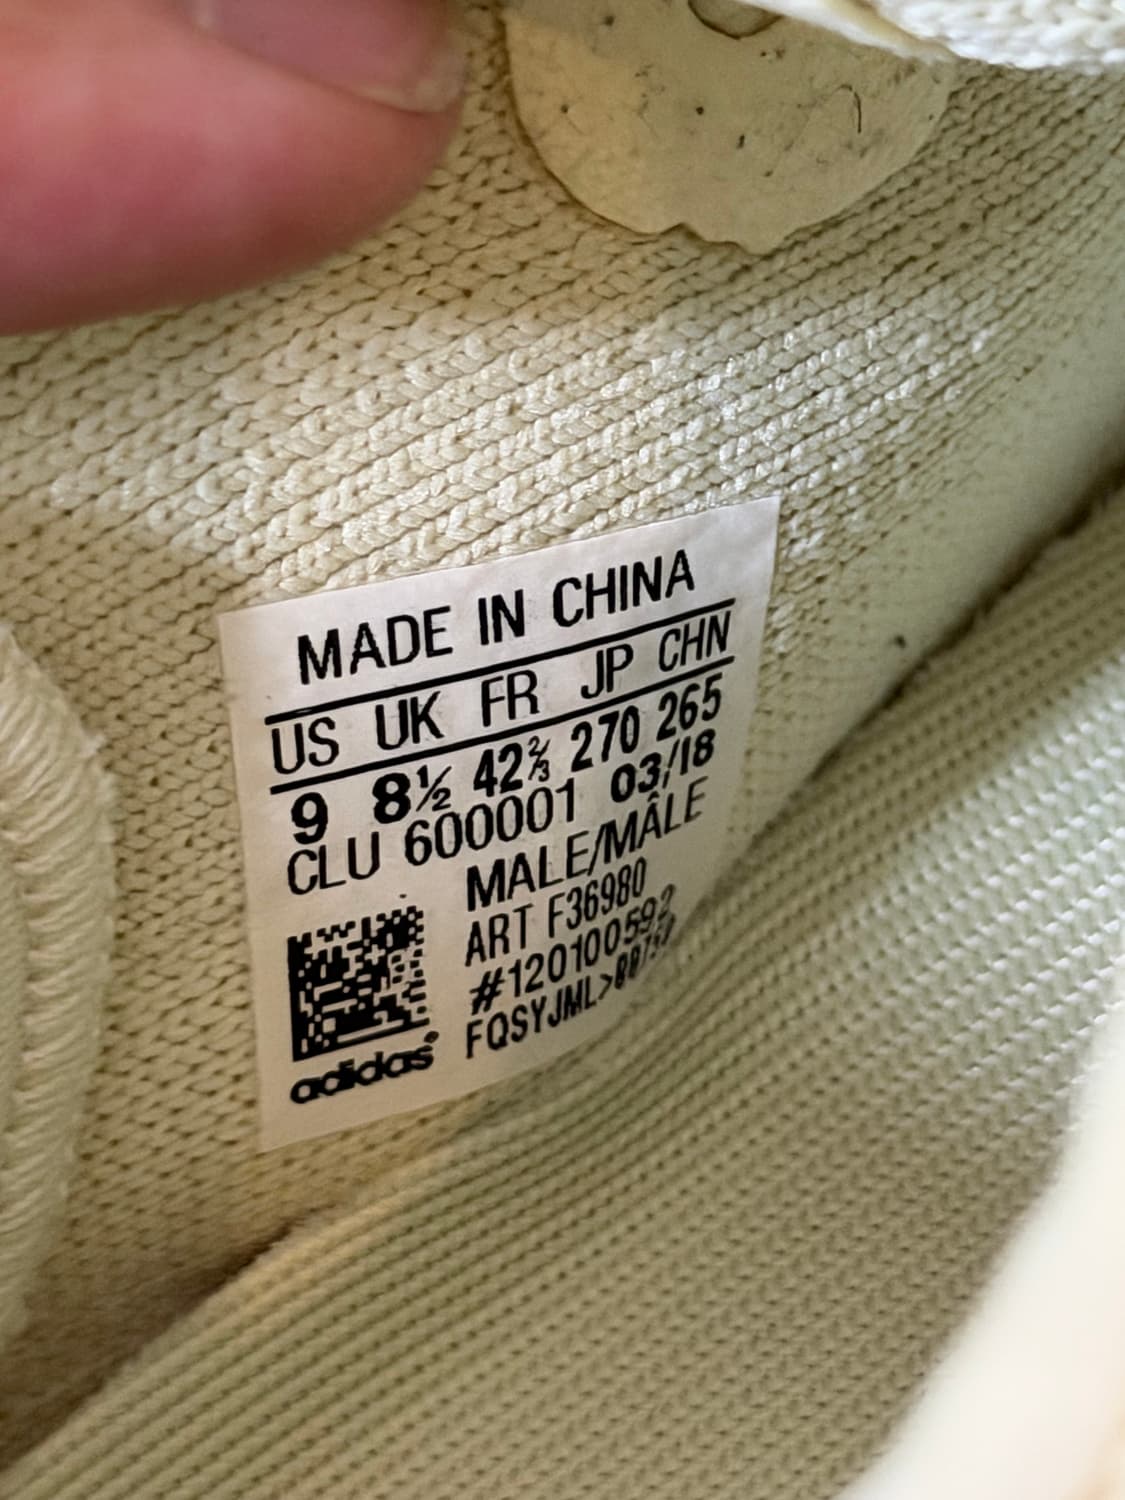 MADE IN CHINA
US UK FR JP CHN
9 8½ 42⅔ 270 265
CLU 600001 03/18
MALE/MÂLE
ART F36980
#120100592
FQSYJML>
adidas®